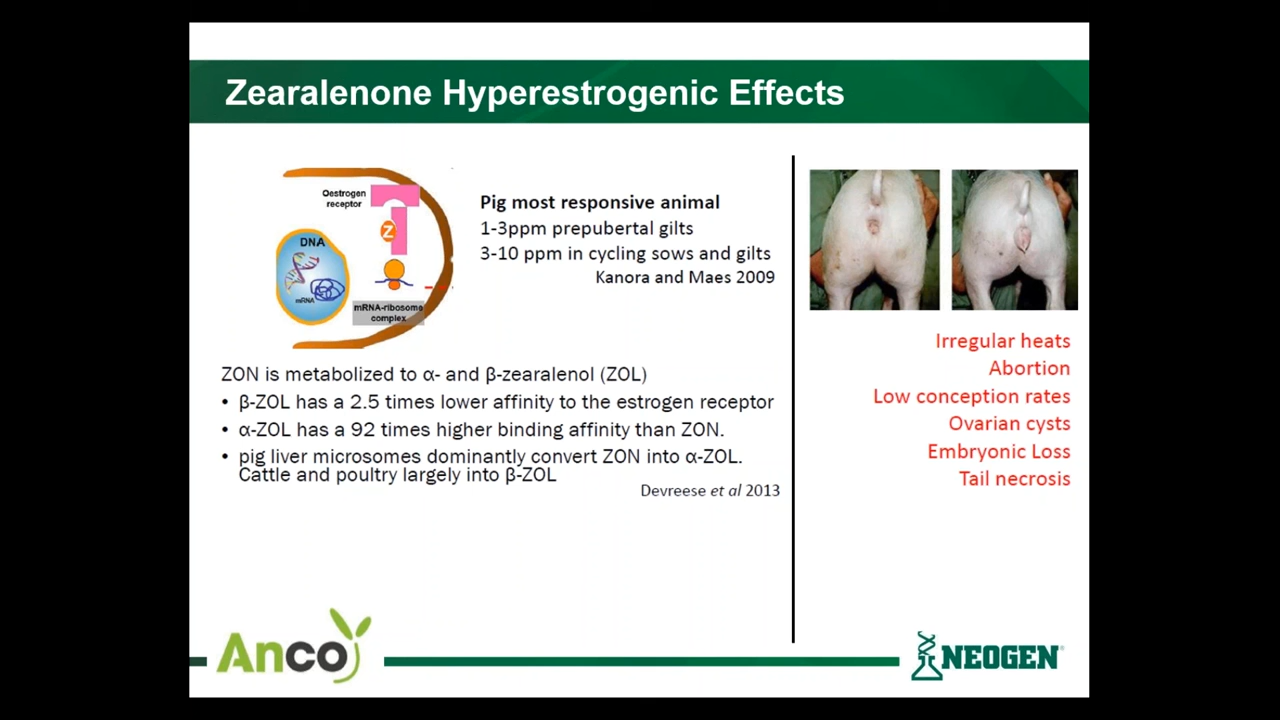 Zearalenone Hyperestrogenic Effects
Oestrogen
receptor
Z
DNA
mRNA
mRNA-ribosome
complex
Pig most responsive animal
1-3ppm prepubertal gilts
3-10 ppm in cycling sows and gilts
Kanora and Maes 2009
ZON is metabolized to α- and β-zearalenol (ZOL)
• β-ZOL has a 2.5 times lower affinity to the estrogen receptor
• α-ZOL has a 92 times higher binding affinity than ZON.
• pig liver microsomes dominantly convert ZON into α-ZOL.
Cattle and poultry largely into β-ZOL
Devreese et al 2013
Irregular heats
Abortion
Low conception rates
Ovarian cysts
Embryonic Loss
Tail necrosis
Anco
NEOGEN®